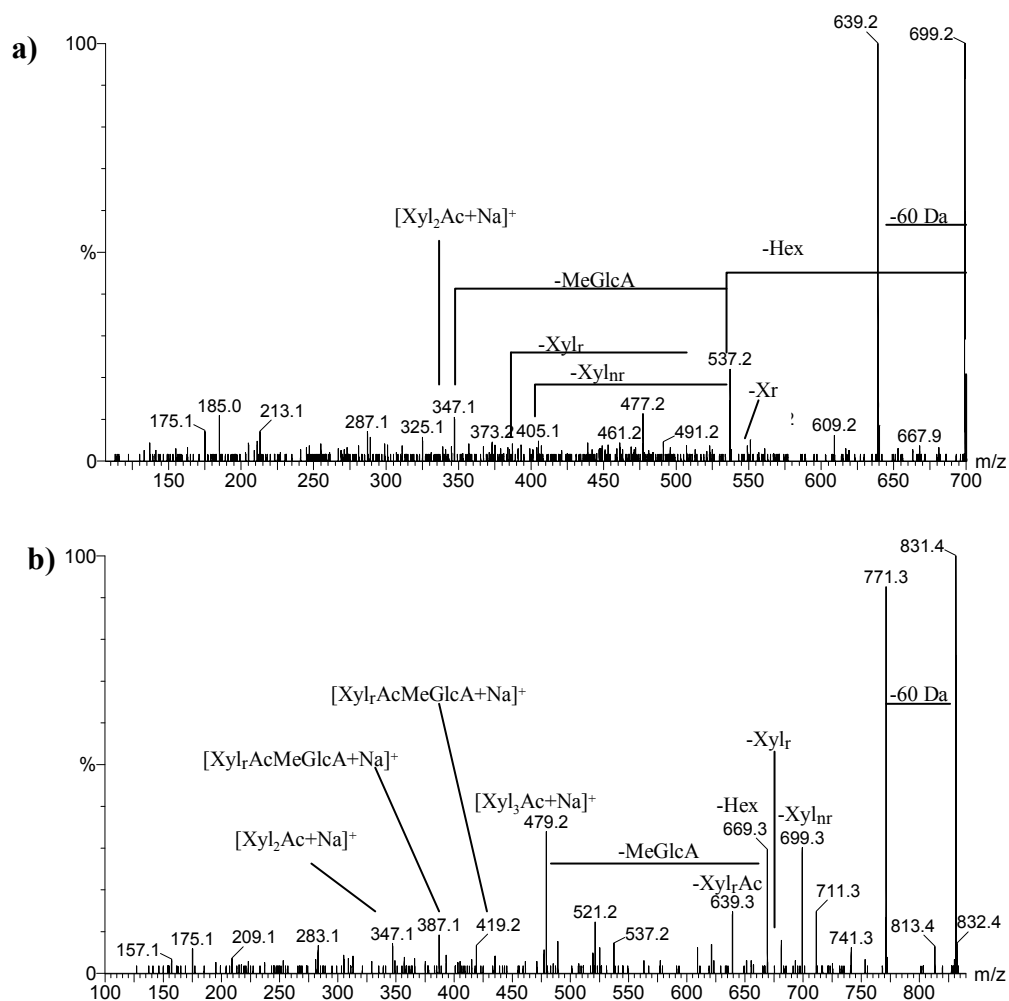 a)
100
639.2
699.2
-60 Da
[Xyl₂Ac+Na]⁺
%
-Hex
-MeGlcA
-Xylr
-Xylnr
537.2
-Xr
175.1
185.0
213.1
287.1
325.1
347.1
373.2
405.1
461.2
477.2
491.2
609.2
667.9
0
m/z
150 200 250 300 350 400 450 500 550 600 650 700
b)
100
831.4
771.3
[XylrAcMeGlcA+Na]⁺
-60 Da
-Xylr
%
[XylrAcMeGlcA+Na]⁺
[Xyl₃Ac+Na]⁺
479.2
-Hex
669.3
-Xylnr
699.3
[Xyl₂Ac+Na]⁺
-MeGlcA
-XylrAc
639.3
711.3
157.1
175.1
209.1
283.1
347.1
387.1
419.2
521.2
537.2
741.3
813.4
832.4
0
m/z
100 150 200 250 300 350 400 450 500 550 600 650 700 750 800 850